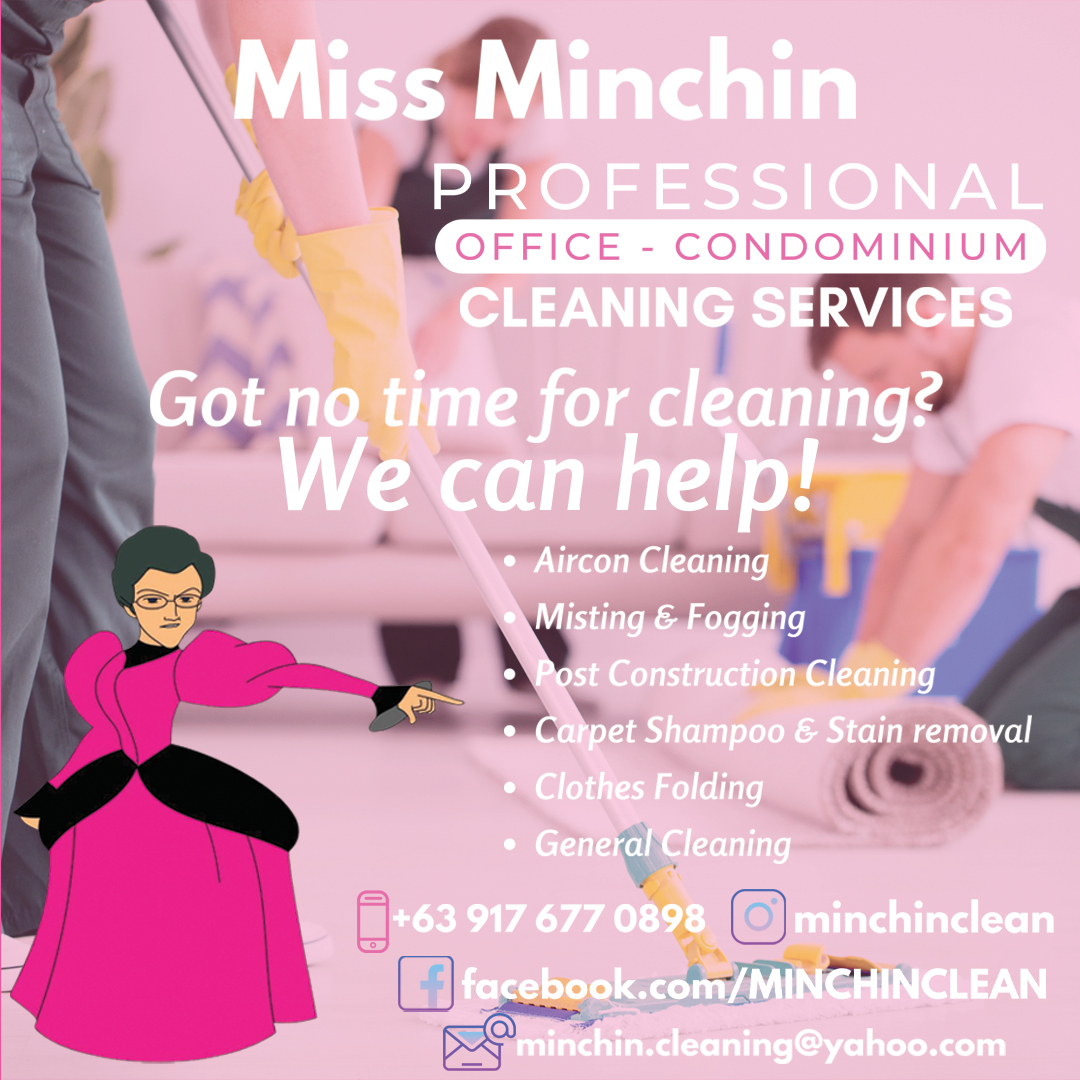 Miss Minchin
PROFESSIONAL
OFFICE - CONDOMINIUM
CLEANING SERVICES
Got no time for cleaning?
We can help!
• Aircon Cleaning
• Misting & Fogging
• Post Construction Cleaning
• Carpet Shampoo & Stain removal
• Clothes Folding
• General Cleaning
+63 917 677 0898 minchinclean
facebook.com/MINCHINCLEAN
minchin.cleaning@yahoo.com